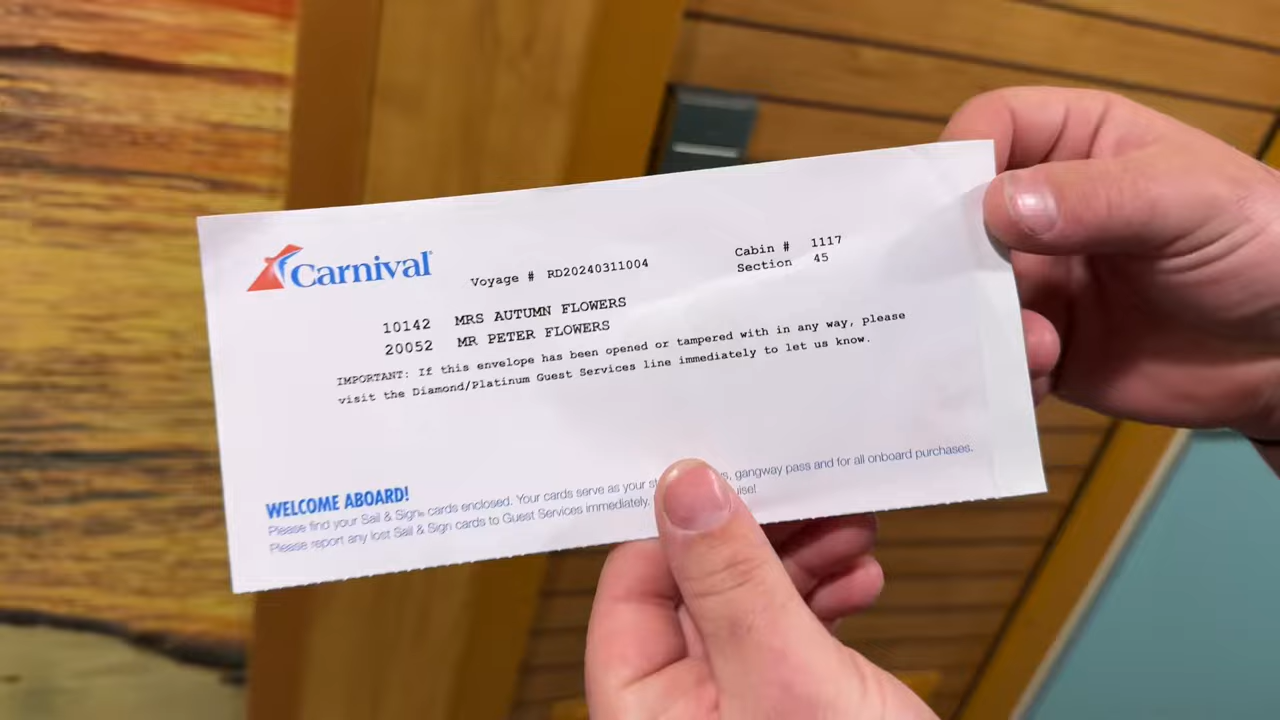 Carnival®
Voyage # RD20240311004
Cabin # 1117
Section 45
10142 MRS AUTUMN FLOWERS
20052 MR PETER FLOWERS
IMPORTANT: If this envelope has been opened or tampered with in any way, please
visit the Diamond/Platinum Guest Services line immediately to let us know.
WELCOME ABOARD!
Please find your Sail & Sign® cards enclosed. Your cards serve as your gangway pass and for all onboard purchases.
Please report any lost Sail & Sign cards to Guest Services immediately.